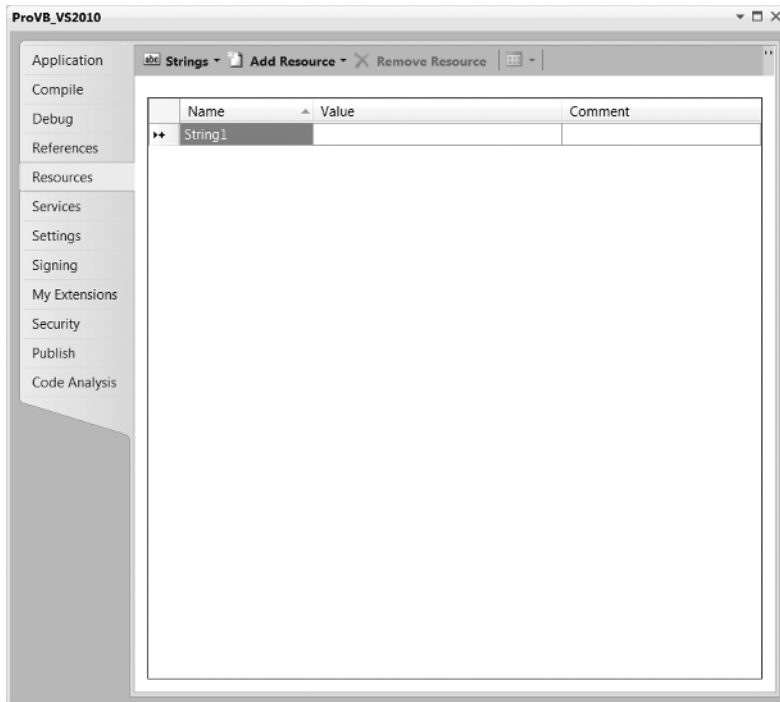 ProVB_VS2010
Application
Compile
Debug
References
Resources
Services
Settings
Signing
My Extensions
Security
Publish
Code Analysis
abc Strings Add Resource Remove Resource
Name Value Comment
String1